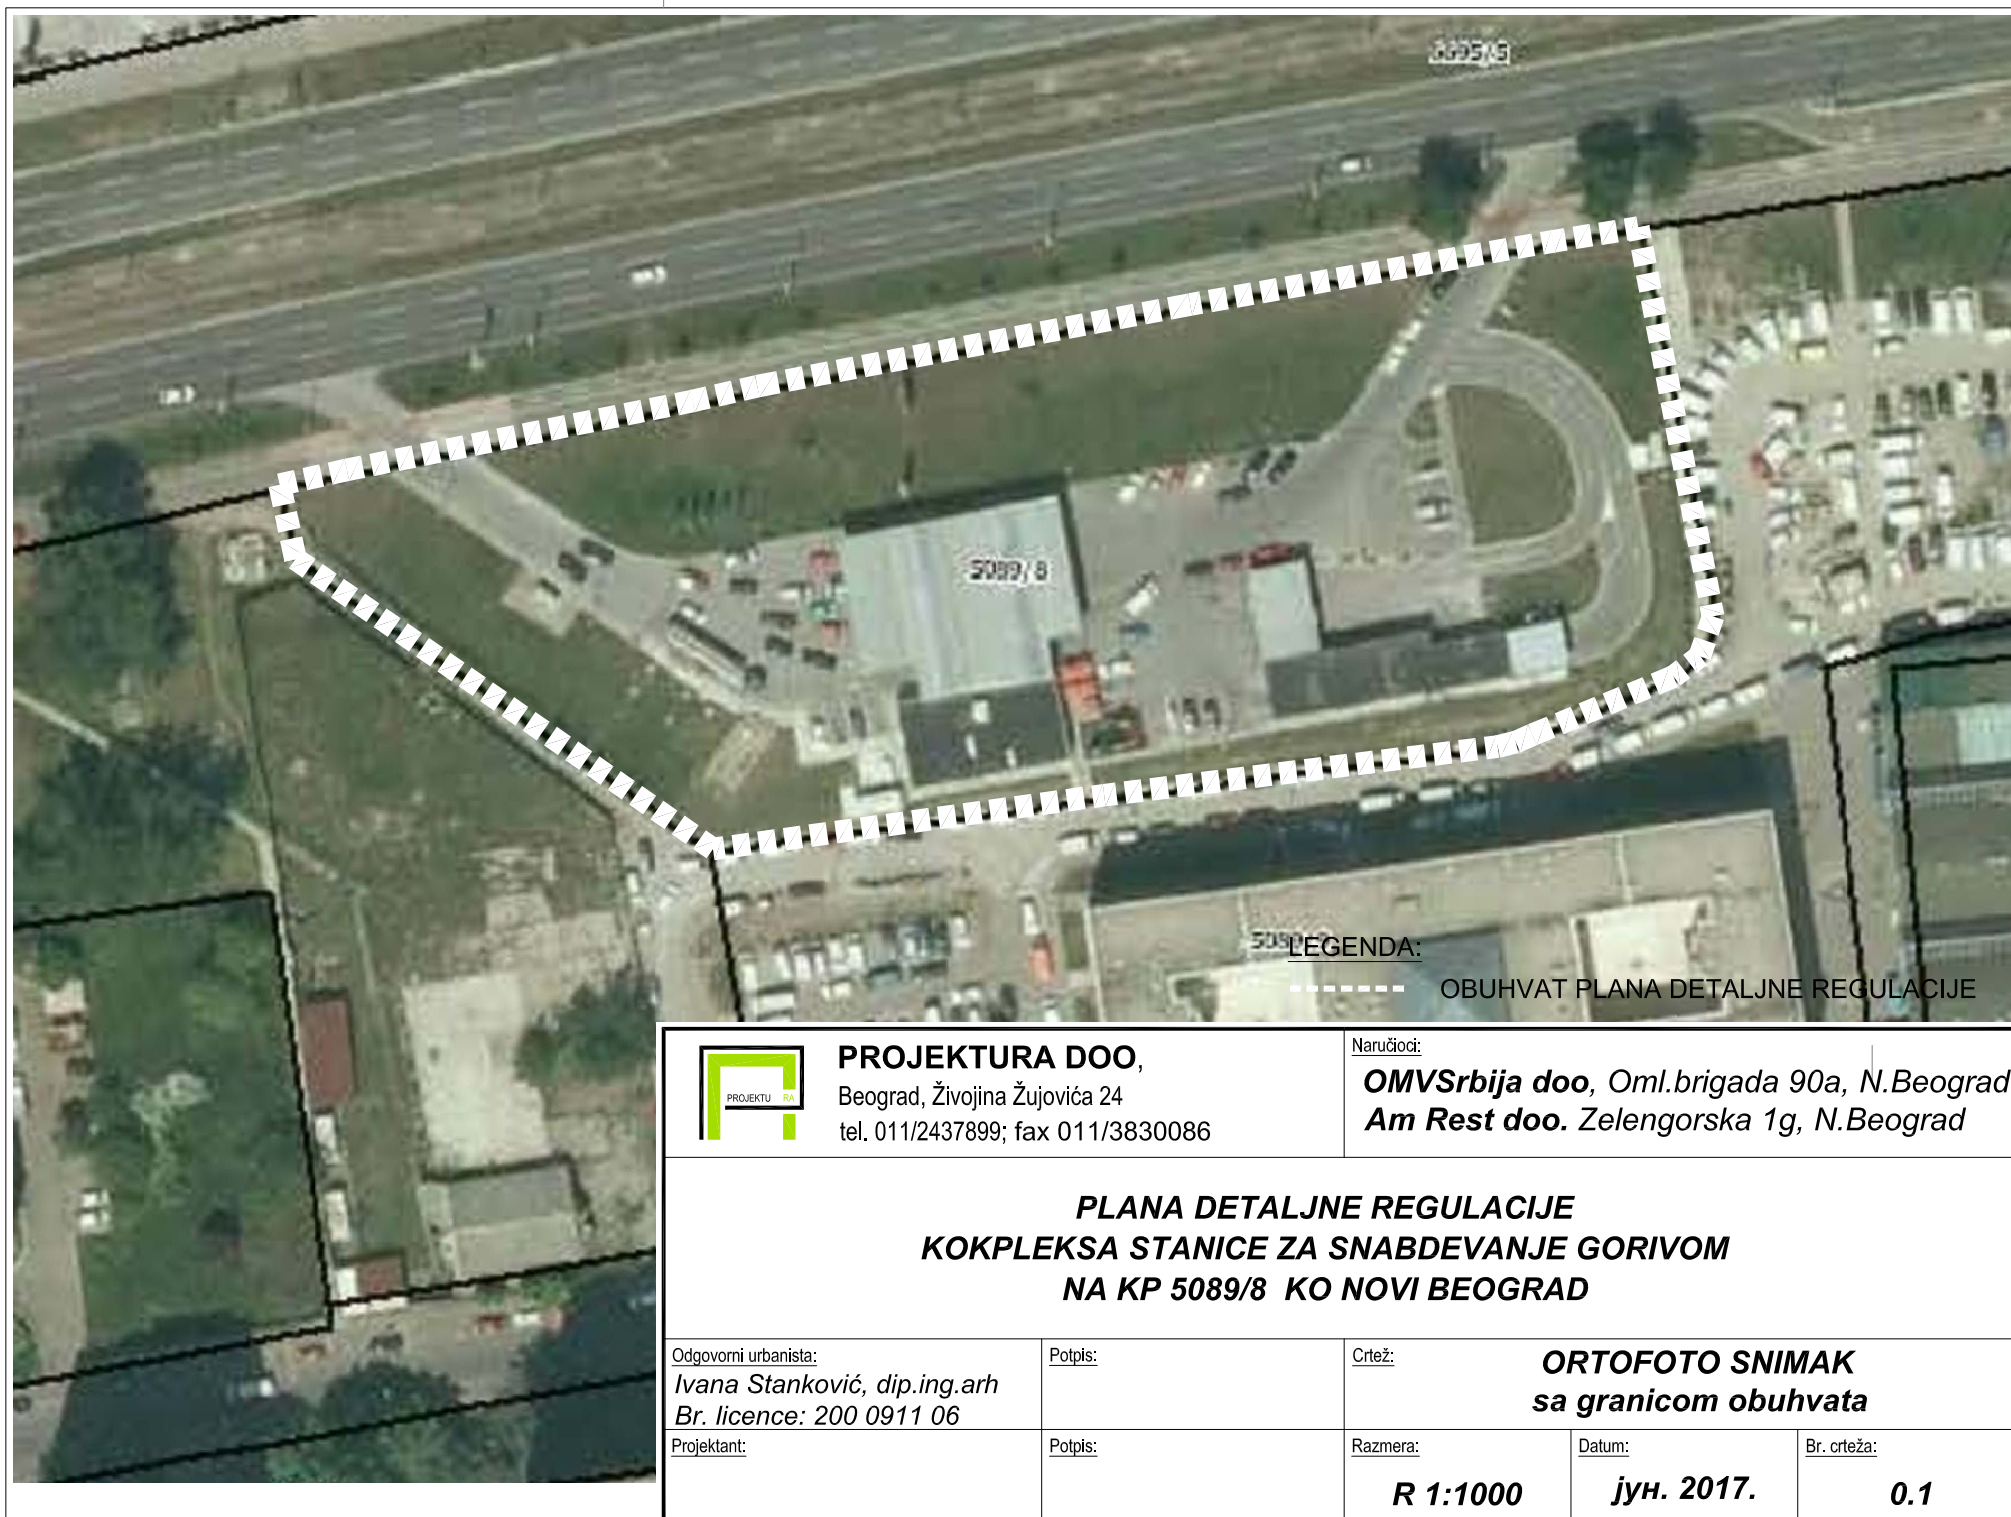 5089/8
LEGENDA:
OBUHVAT PLANA DETALJNE REGULACIJE
PROJEKTURA
PROJEKTURA DOO,
Beograd, Živojina Žujovića 24
tel. 011/2437899; fax 011/3830086
Naručioci:
OMVSrbija doo, Oml.brigada 90a, N.Beograd
Am Rest doo. Zelengorska 1g, N.Beograd
PLANA DETALJNE REGULACIJE
KOKPLEKSA STANICE ZA SNABDEVANJE GORIVOM
NA KP 5089/8 KO NOVI BEOGRAD
Odgovorni urbanista:
Ivana Stanković, dip.ing.arh
Br. licence: 200 0911 06
Potpis:
Crtež:
ORTOFOTO SNIMAK
sa granicom obuhvata
Projektant:
Potpis:
Razmera:
R 1:1000
Datum:
јун. 2017.
Br. crteža:
0.1